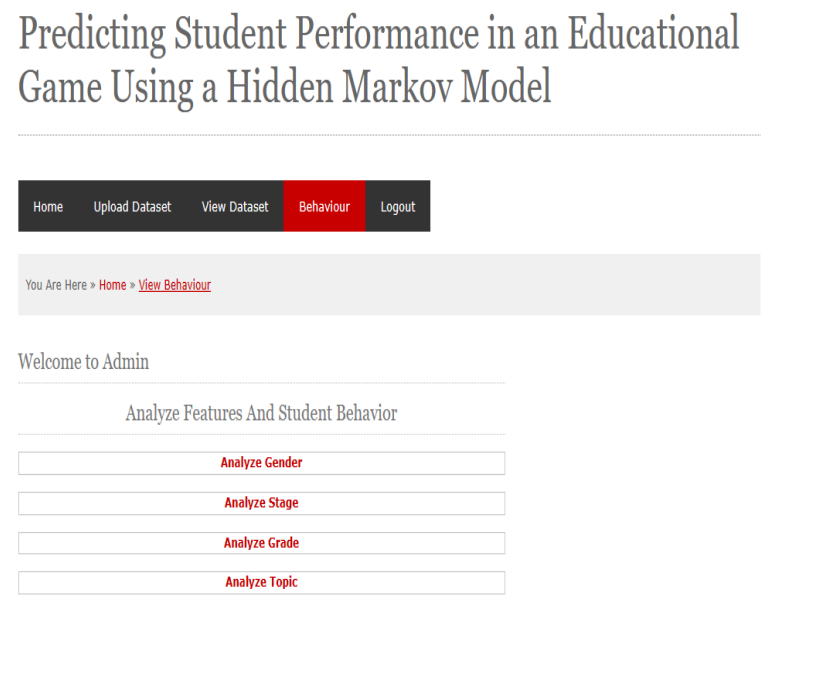 Predicting Student Performance in an Educational
Game Using a Hidden Markov Model
Home Upload Dataset View Dataset Behaviour Logout
You Are Here » Home » View Behaviour
Welcome to Admin
Analyze Features And Student Behavior
Analyze Gender
Analyze Stage
Analyze Grade
Analyze Topic